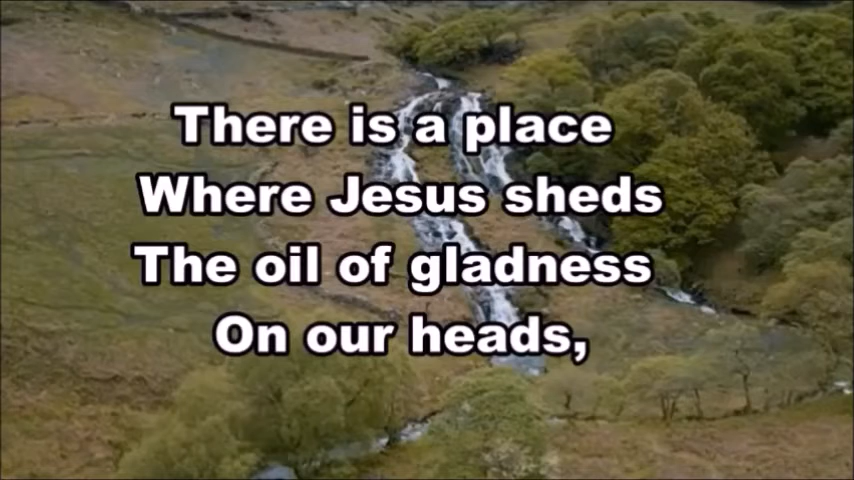 There is a place
Where Jesus sheds
The oil of gladness
On our heads,